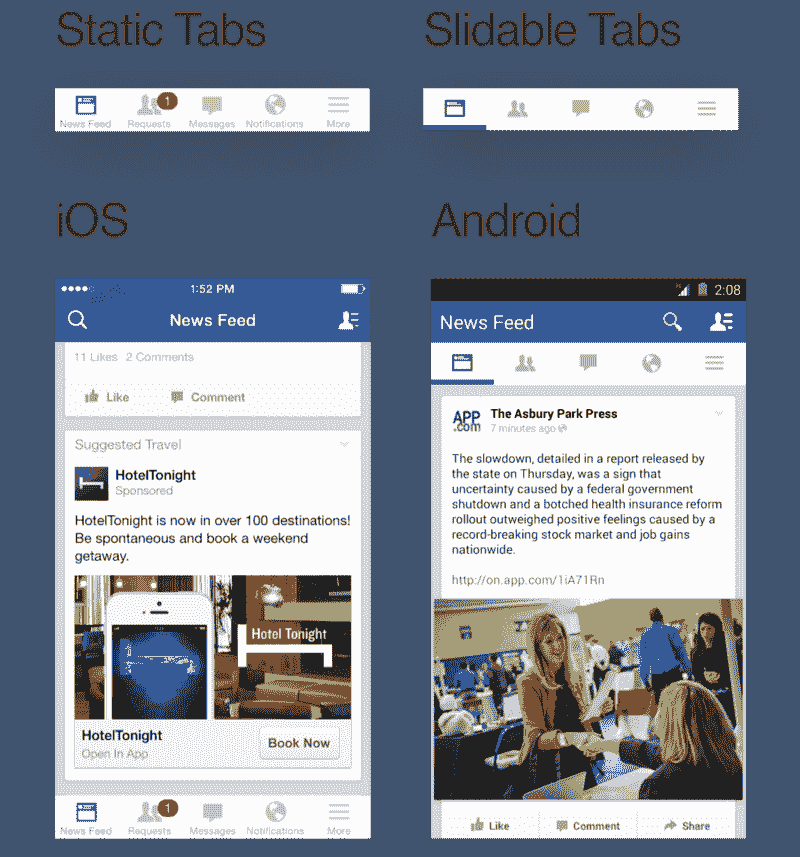 Static Tabs
Slidable Tabs
1
News Feed Requests Messages Notifications More
iOS
Android
1:52 PM
News Feed
11 Likes 2 Comments
Like Comment
Suggested Travel
HotelTonight
Sponsored
HotelTonight is now in over 100 destinations!
Be spontaneous and book a weekend
getaway.
Hotel Tonight
HotelTonight
Open In App
Book Now
1
News Feed Requests Messages Notifications More
2:08
News Feed
APP
.com
The Asbury Park Press
7 minutes ago
The slowdown, detailed in a report released by
the state on Thursday, was a sign that
uncertainty caused by a federal government
shutdown and a botched health insurance reform
rollout outweighed positive feelings caused by a
record-breaking stock market and job gains
nationwide.
http://on.app.com/1iA71Rn
Like Comment Share